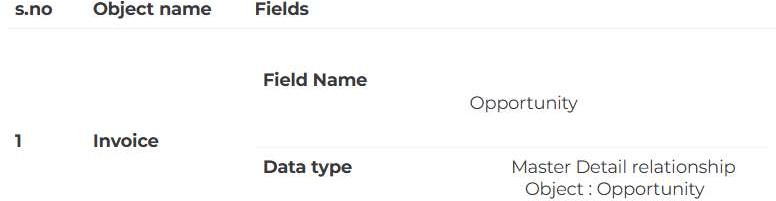 s.no Object name Fields
Field Name
Opportunity
1 Invoice
Data type Master Detail relationship
Object : Opportunity